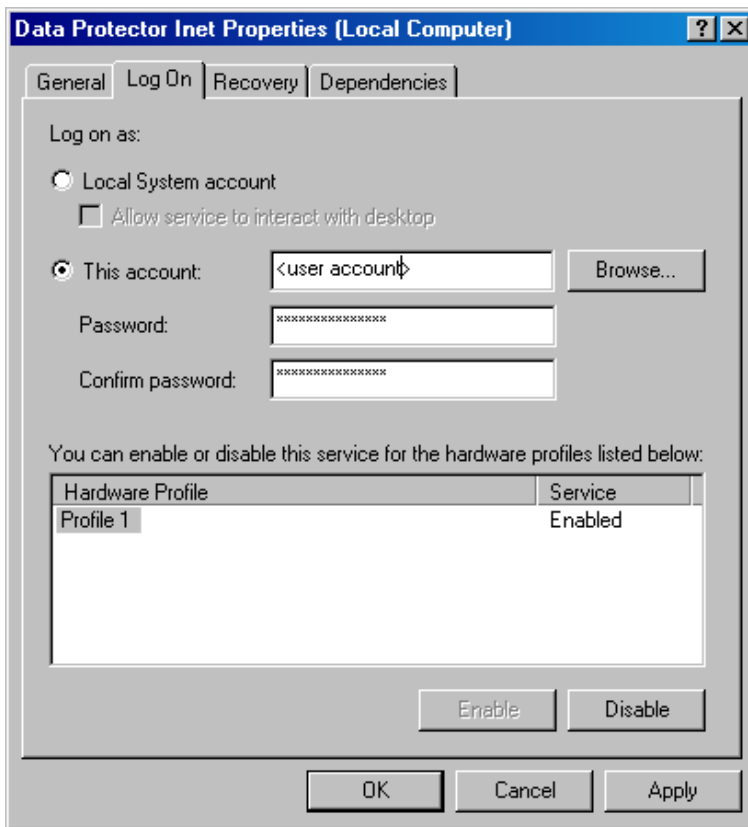 Data Protector Inet Properties (Local Computer)
General Log On Recovery Dependencies
Log on as:
Local System account
Allow service to interact with desktop
This account: <user account> Browse...
Password: ***************
Confirm password: ***************
You can enable or disable this service for the hardware profiles listed below:
Hardware Profile Service
Profile 1 Enabled
Enable Disable
OK Cancel Apply